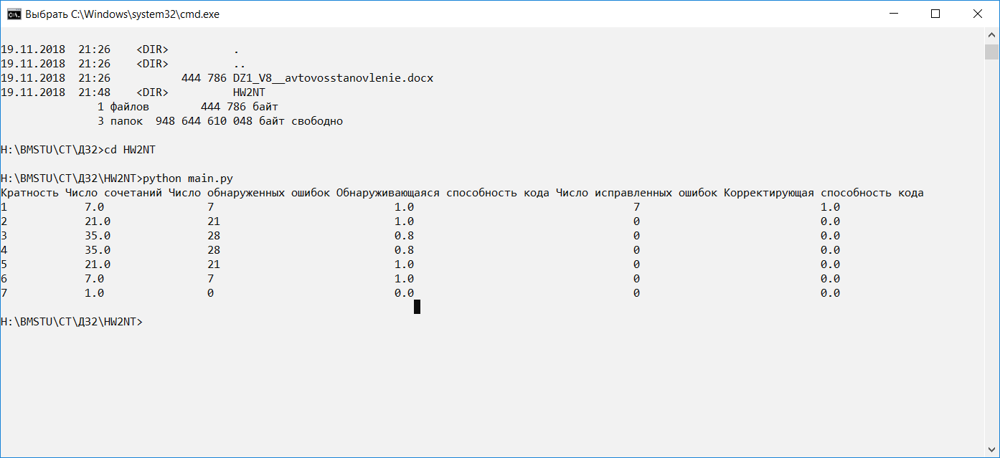 Выбрать C:\Windows\system32\cmd.exe
19.11.2018  21:26    <DIR>          .
19.11.2018  21:26    <DIR>          ..
19.11.2018  21:26           444 786 DZ1_V8__avtovosstanovlenie.docx
19.11.2018  21:48    <DIR>          HW2NT
               1 файлов        444 786 байт
               3 папок  948 644 610 048 байт свободно
H:\BMSTU\СТ\ДЗ2>cd HW2NT
H:\BMSTU\СТ\ДЗ2\HW2NT>python main.py
Кратность Число сочетаний Число обнаруженных ошибок Обнаруживающаяся способность кода Число исправленных ошибок Корректирующая способность кода
1            7.0                7                            1.0                                  7                            1.0
2            21.0               21                           1.0                                  0                            0.0
3            35.0               28                           0.8                                  0                            0.0
4            35.0               28                           0.8                                  0                            0.0
5            21.0               21                           1.0                                  0                            0.0
6            7.0                7                            1.0                                  0                            0.0
7            1.0                0                            0.0                                  0                            0.0
H:\BMSTU\СТ\ДЗ2\HW2NT>